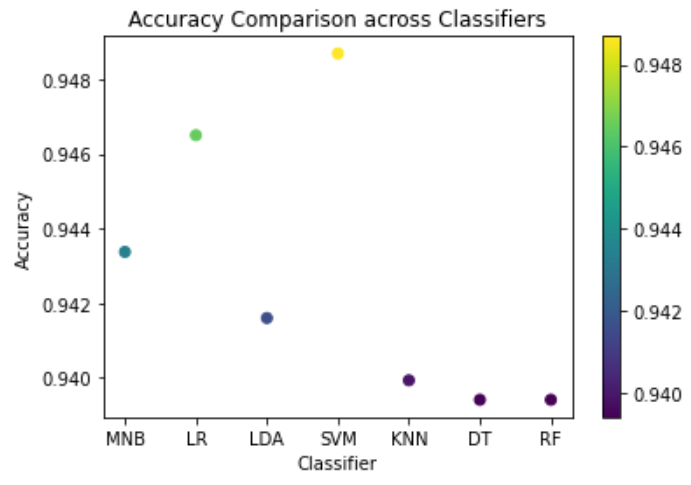 Accuracy Comparison across Classifiers
Accuracy
0.948
0.946
0.944
0.942
0.940
MNB LR LDA SVM KNN DT RF
Classifier
0.948
0.946
0.944
0.942
0.940